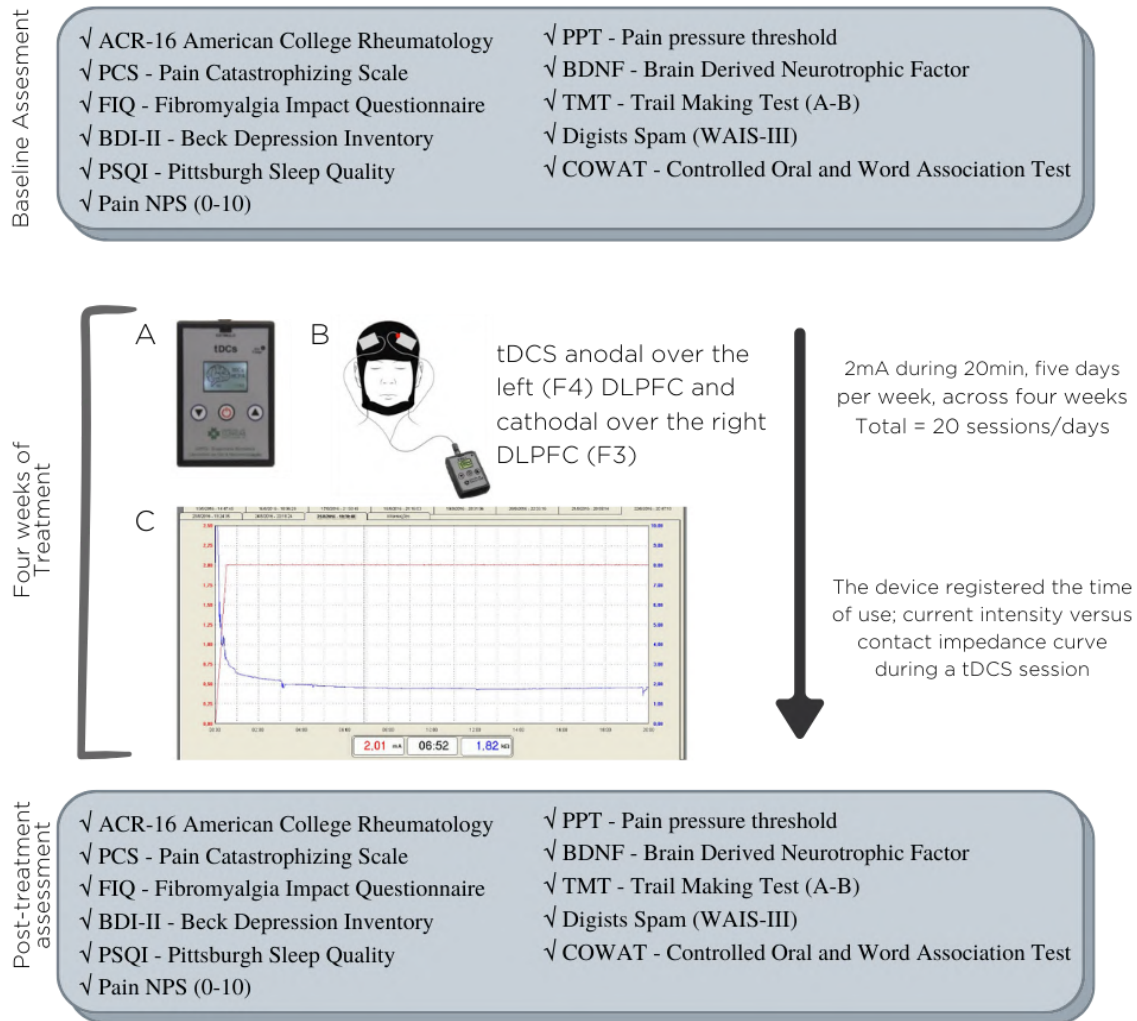 Baseline Assesment
√ ACR-16 American College Rheumatology
√ PCS - Pain Catastrophizing Scale
√ FIQ - Fibromyalgia Impact Questionnaire
√ BDI-II - Beck Depression Inventory
√ PSQI - Pittsburgh Sleep Quality
√ Pain NPS (0-10)
√ PPT - Pain pressure threshold
√ BDNF - Brain Derived Neurotrophic Factor
√ TMT - Trail Making Test (A-B)
√ Digists Spam (WAIS-III)
√ COWAT - Controlled Oral and Word Association Test
Four weeks of
Treatment
A
tDCs
B
tDCS anodal over the
left (F4) DLPFC and
cathodal over the right
DLPFC (F3)
2mA during 20min, five days
per week, across four weeks
Total = 20 sessions/days
C
2,01 mA 06:52 1,82 kΩ
The device registered the time
of use; current intensity versus
contact impedance curve
during a tDCS session
Post-treatment
assessment
√ ACR-16 American College Rheumatology
√ PCS - Pain Catastrophizing Scale
√ FIQ - Fibromyalgia Impact Questionnaire
√ BDI-II - Beck Depression Inventory
√ PSQI - Pittsburgh Sleep Quality
√ Pain NPS (0-10)
√ PPT - Pain pressure threshold
√ BDNF - Brain Derived Neurotrophic Factor
√ TMT - Trail Making Test (A-B)
√ Digists Spam (WAIS-III)
√ COWAT - Controlled Oral and Word Association Test